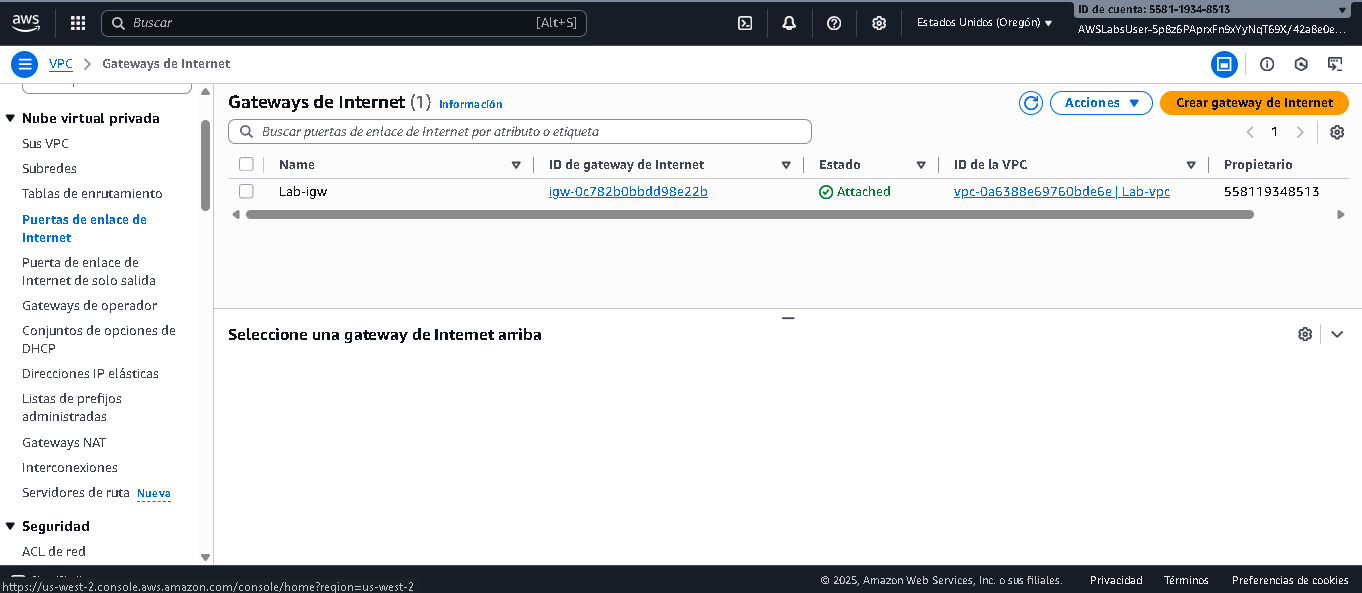 aws
Buscar [Alt+S]
Estados Unidos (Oregón)
ID de cuenta: 5581-1934-8513
AWSLabsUser-5p8z6PAprxFn9xYyNqT69X/42a8e0e...
VPC > Gateways de Internet
Nube virtual privada
Sus VPC
Subredes
Tablas de enrutamiento
Puertas de enlace de
Internet
Puerta de enlace de
Internet de solo salida
Gateways de operador
Conjuntos de opciones de
DHCP
Direcciones IP elásticas
Listas de prefijos
administradas
Gateways NAT
Interconexiones
Servidores de ruta Nueva
Seguridad
ACL de red
Gateways de Internet (1) Información
Acciones
Crear gateway de Internet
Buscar puertas de enlace de Internet por atributo o etiqueta
1
Name ID de gateway de Internet Estado ID de la VPC Propietario
Lab-igw igw-0c782b0bbdd98e22b Attached vpc-0a6388e69760bde6e | Lab-vpc 558119348513
Seleccione una gateway de Internet arriba
https://us-west-2.console.aws.amazon.com/console/home?region=us-west-2
© 2025, Amazon Web Services, Inc. o sus filiales. Privacidad Términos Preferencias de cookies